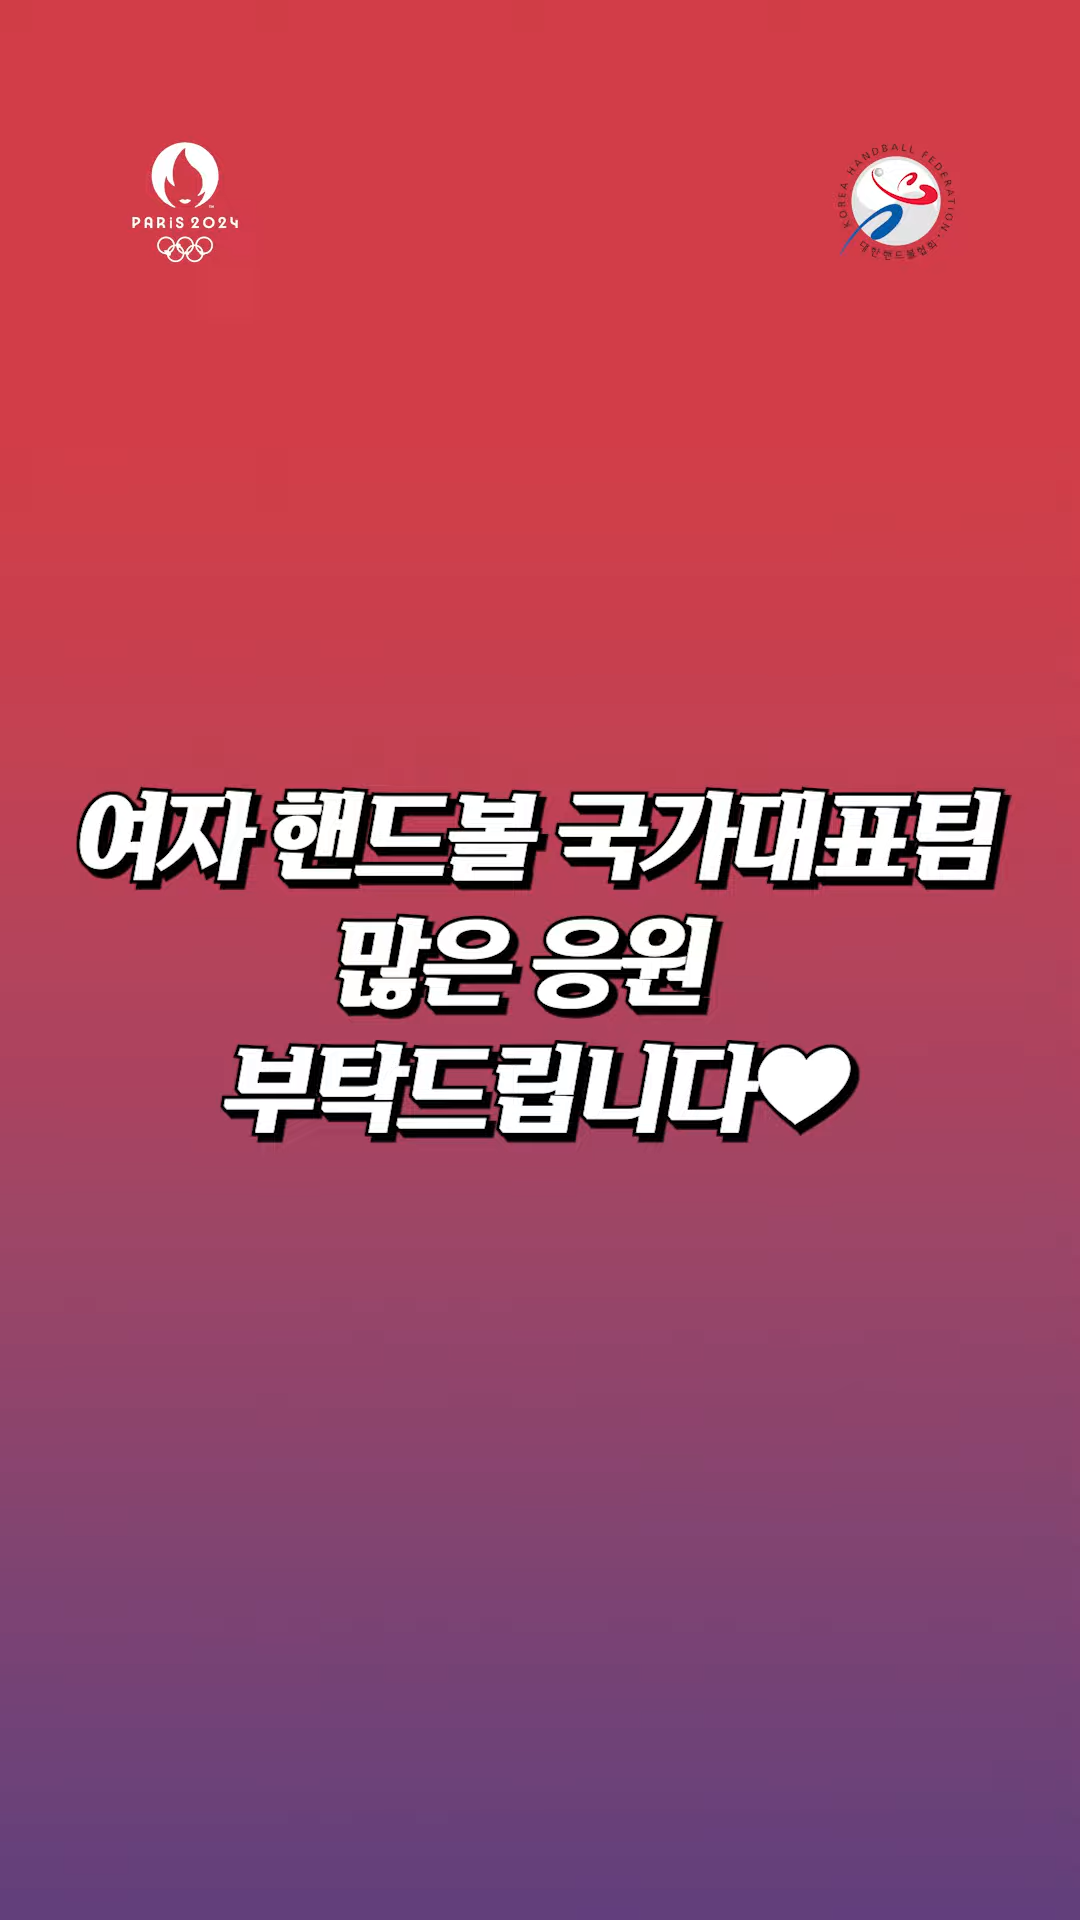 PARIS 2024
KOREA HANDBALL FEDERATION
대한핸드볼협회
여자 핸드볼 국가대표팀
많은 응원
부탁드립니다♥